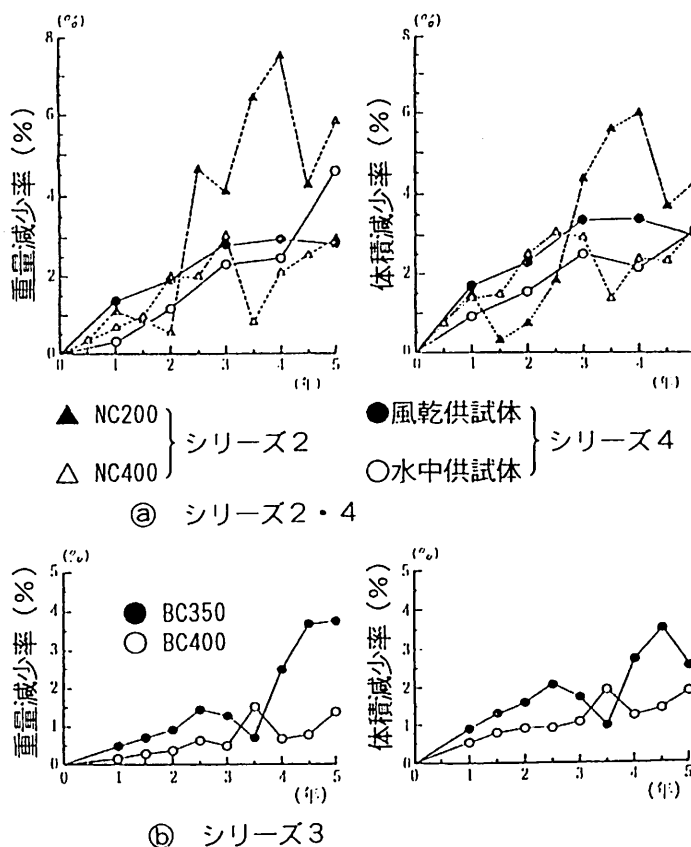 (%)
8
6
4
2
0
重量減少率 (%)
0 1 2 3 4 5
(年)
(%)
8
6
4
2
0
体積減少率 (%)
0 1 2 3 4
(年)
▲ NC200
△ NC400
シリーズ2
●風乾供試体
○水中供試体
シリーズ4
ⓐ シリーズ2・4
(%)
5
4
3
2
1
0
重量減少率 (%)
● BC350
○ BC400
0 1 2 3 4 5
(年)
(%)
5
4
3
2
1
0
体積減少率 (%)
0 1 2 3 4 5
(年)
ⓑ シリーズ3